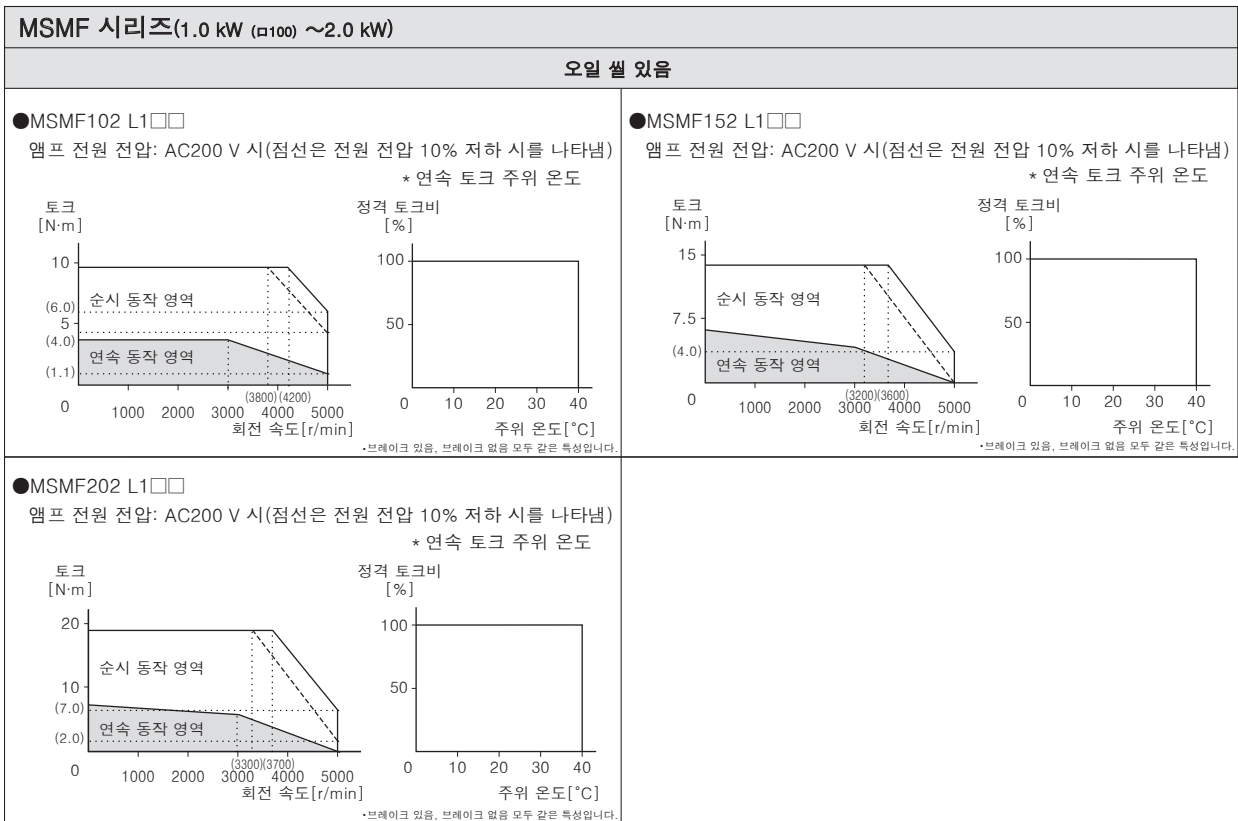 MSMF 시리즈(1.0 kW (□100) ～2.0 kW)
오일 씰 있음
●MSMF102 L1□□
앰프 전원 전압: AC200 V 시(점선은 전원 전압 10% 저하 시를 나타냄)
* 연속 토크 주위 온도
토크
[N·m]
10
(6.0)
5
(4.0)
(1.1)
순시 동작 영역
연속 동작 영역
(3800)(4200)
0 1000 2000 3000 4000 5000
회전 속도[r/min]
정격 토크비
[%]
100
50
0 10 20 30 40
주위 온도[°C]
•브레이크 있음, 브레이크 없음 모두 같은 특성입니다.
●MSMF152 L1□□
앰프 전원 전압: AC200 V 시(점선은 전원 전압 10% 저하 시를 나타냄)
* 연속 토크 주위 온도
토크
[N·m]
15
7.5
(4.0)
순시 동작 영역
연속 동작 영역
(3200)(3600)
0 1000 2000 3000 4000 5000
회전 속도[r/min]
정격 토크비
[%]
100
50
0 10 20 30 40
주위 온도[°C]
•브레이크 있음, 브레이크 없음 모두 같은 특성입니다.
●MSMF202 L1□□
앰프 전원 전압: AC200 V 시(점선은 전원 전압 10% 저하 시를 나타냄)
* 연속 토크 주위 온도
토크
[N·m]
20
10
(7.0)
(2.0)
순시 동작 영역
연속 동작 영역
(3300)(3700)
0 1000 2000 3000 4000 5000
회전 속도[r/min]
정격 토크비
[%]
100
50
0 10 20 30 40
주위 온도[°C]
•브레이크 있음, 브레이크 없음 모두 같은 특성입니다.